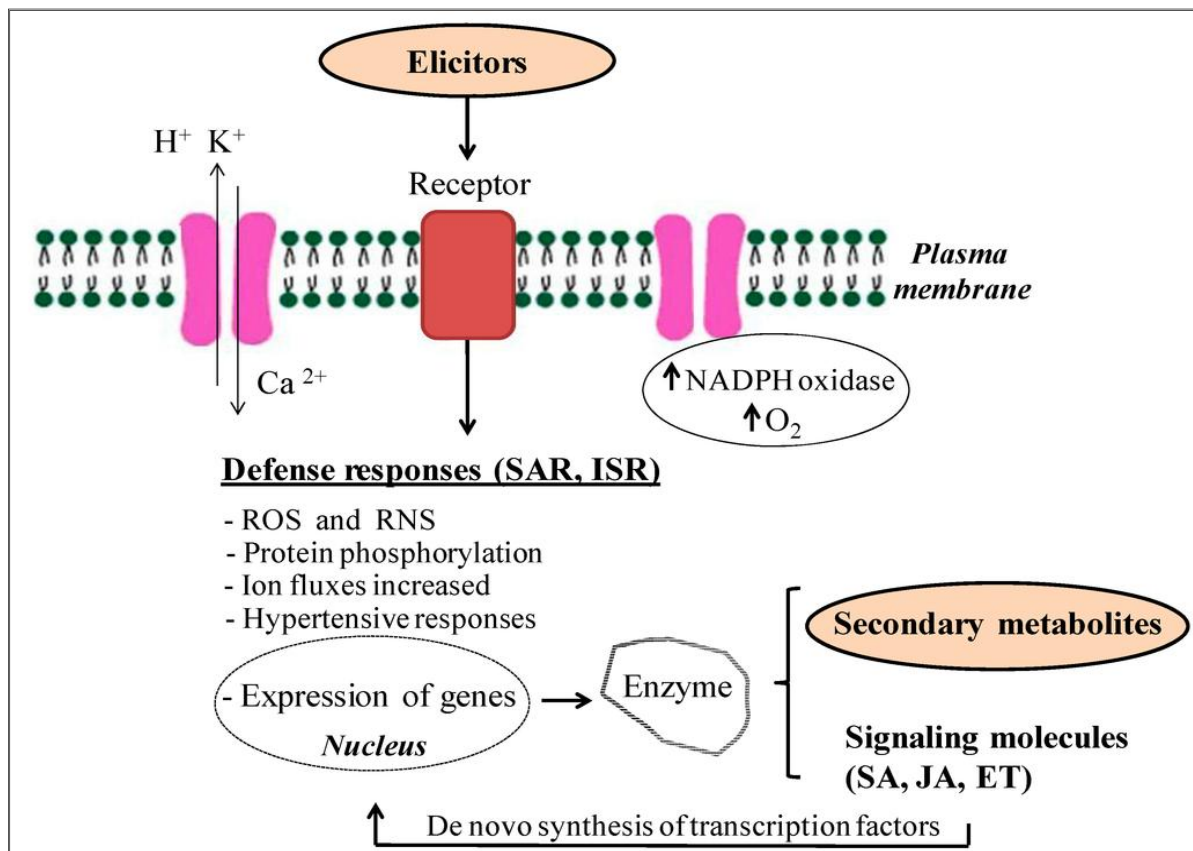 Elicitors
H⁺ K⁺
Receptor
Plasma
membrane
Ca ²⁺
↑NADPH oxidase
↑O₂
Defense responses (SAR, ISR)
- ROS and RNS
- Protein phosphorylation
- Ion fluxes increased
- Hypertensive responses
Secondary metabolites
- Expression of genes
Enzyme
Nucleus
Signaling molecules
(SA, JA, ET)
De novo synthesis of transcription factors